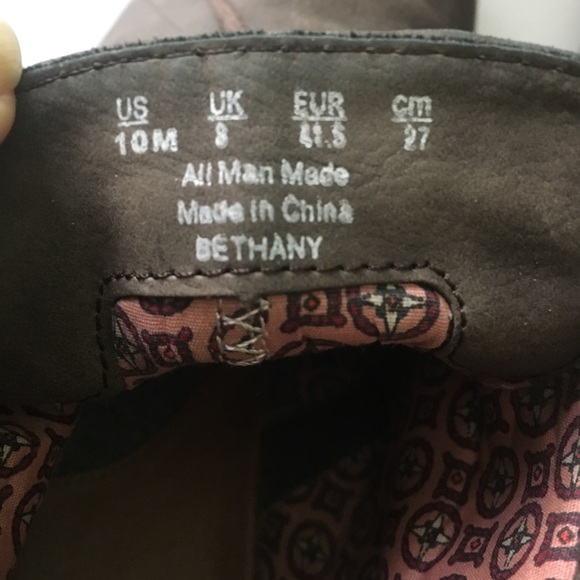 US UK EUR cm
10M 8 41.5 27
All Man Made
Made in China
BETHANY